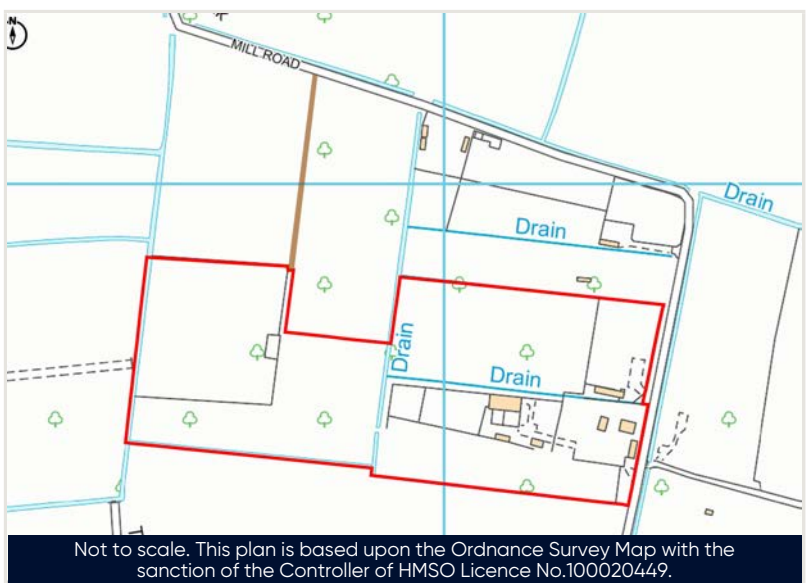 N
MILL ROAD
Drain
Drain
Drain
Drain
Not to scale. This plan is based upon the Ordnance Survey Map with the
sanction of the Controller of HMSO Licence No.100020449.